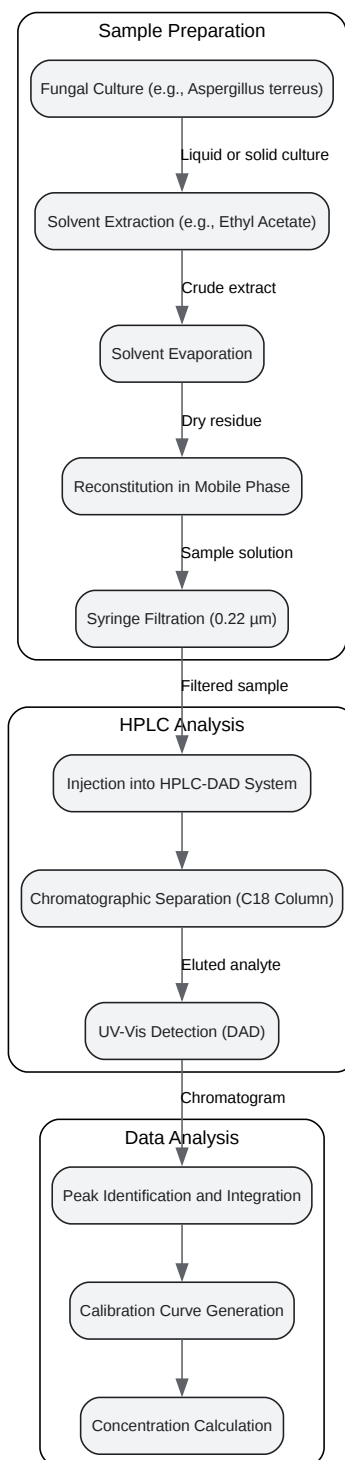 Sample Preparation
Fungal Culture (e.g., Aspergillus terreus)
Liquid or solid culture
Solvent Extraction (e.g., Ethyl Acetate)
Crude extract
Solvent Evaporation
Dry residue
Reconstitution in Mobile Phase
Sample solution
Syringe Filtration (0.22 µm)
Filtered sample
HPLC Analysis
Injection into HPLC-DAD System
Chromatographic Separation (C18 Column)
Eluted analyte
UV-Vis Detection (DAD)
Chromatogram
Data Analysis
Peak Identification and Integration
Calibration Curve Generation
Concentration Calculation